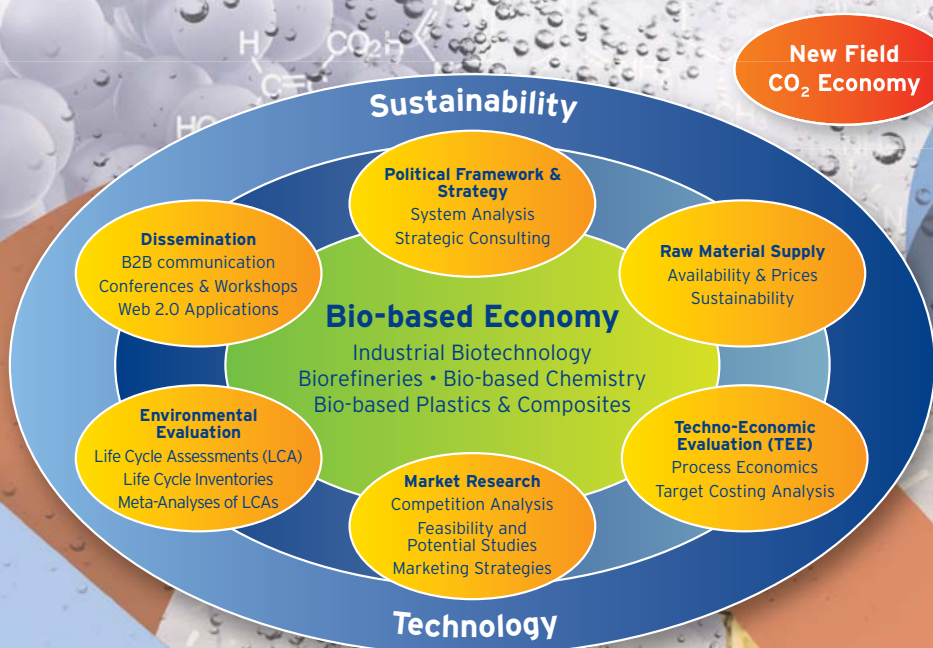 H
CO₂H
C=C
HO
New Field
CO₂ Economy
Sustainability
Political Framework &
Strategy
System Analysis
Strategic Consulting
Dissemination
B2B communication
Conferences & Workshops
Web 2.0 Applications
Raw Material Supply
Availability & Prices
Sustainability
Bio-based Economy
Industrial Biotechnology
Biorefineries • Bio-based Chemistry
Bio-based Plastics & Composites
Environmental
Evaluation
Life Cycle Assessments (LCA)
Life Cycle Inventories
Meta-Analyses of LCAs
Techno-Economic
Evaluation (TEE)
Process Economics
Target Costing Analysis
Market Research
Competition Analysis
Feasibility and
Potential Studies
Marketing Strategies
Technology